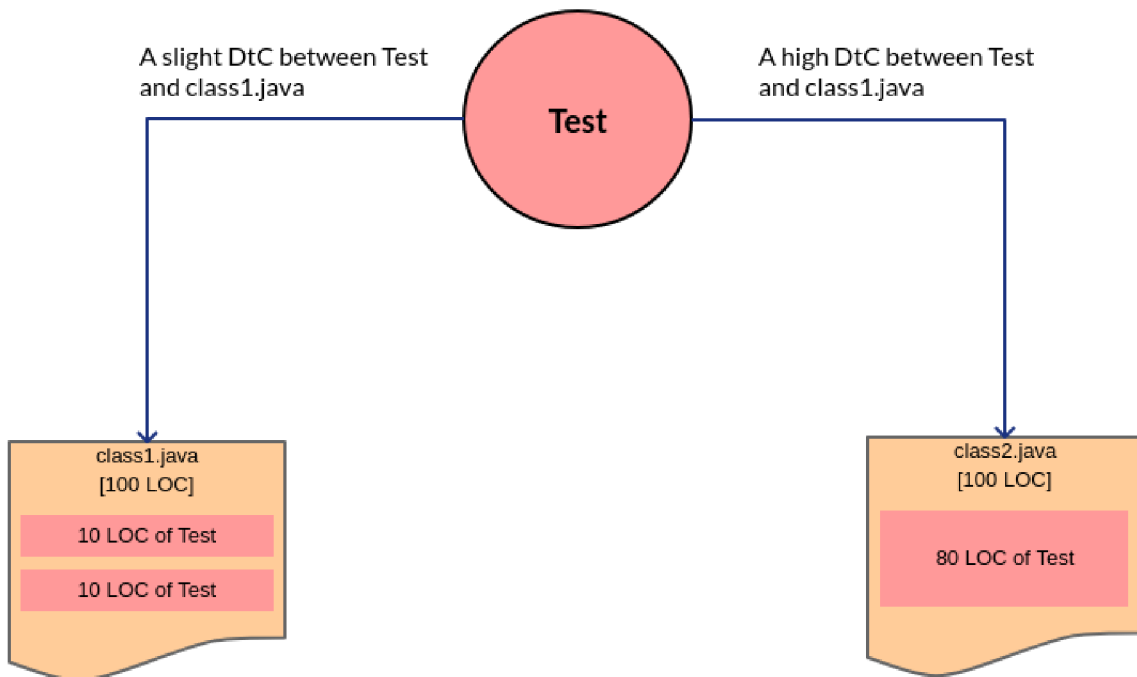 A slight DtC between Test
and class1.java
Test
A high DtC between Test
and class1.java
class1.java
[100 LOC]
10 LOC of Test
10 LOC of Test
class2.java
[100 LOC]
80 LOC of Test